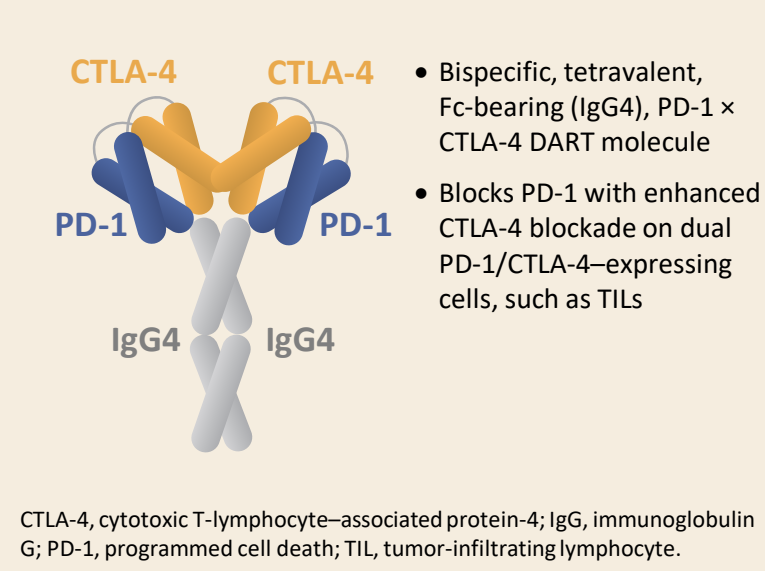 CTLA-4 CTLA-4
PD-1 PD-1
IgG4 IgG4
• Bispecific, tetravalent,
Fc-bearing (IgG4), PD-1 ×
CTLA-4 DART molecule
• Blocks PD-1 with enhanced
CTLA-4 blockade on dual
PD-1/CTLA-4–expressing
cells, such as TILs
CTLA-4, cytotoxic T-lymphocyte–associated protein-4; IgG, immunoglobulin
G; PD-1, programmed cell death; TIL, tumor-infiltrating lymphocyte.